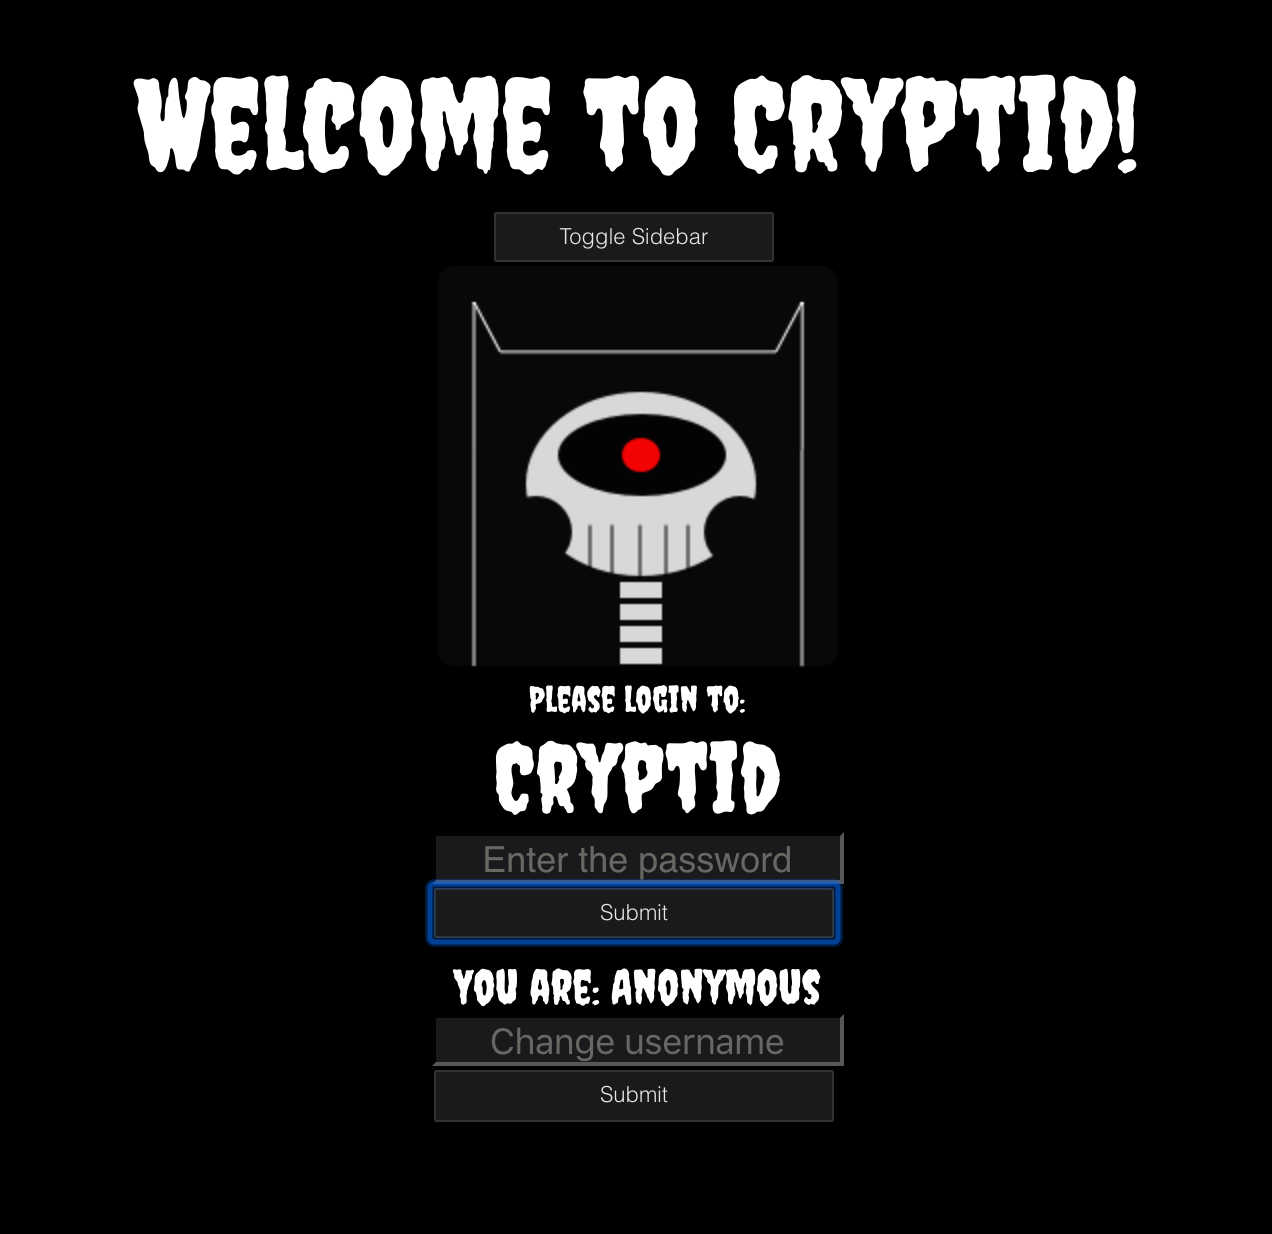 WELCOME TO CRYPTID!
Toggle Sidebar
PLEASE LOGIN TO:
CRYPTID
Enter the password
Submit
YOU ARE: ANONYMOUS
Change username
Submit